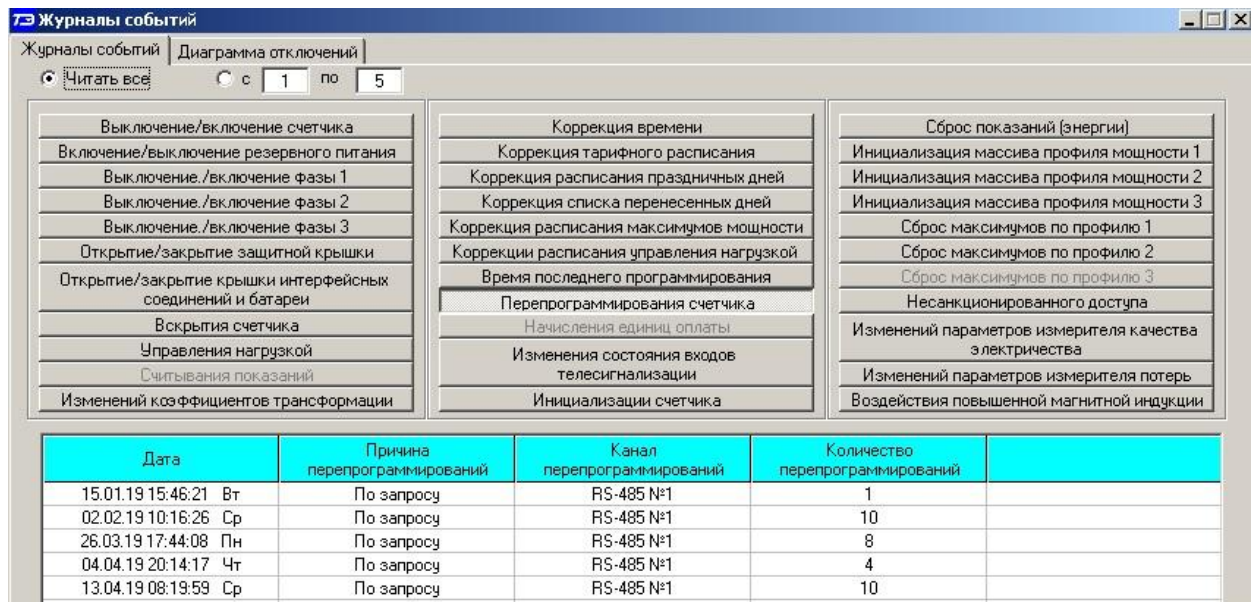 ТЭ Журналы событий
Журналы событий Диаграмма отключений
Читать все с 1 по 5
Выключение/включение счетчика
Включение/выключение резервного питания
Выключение./включение фазы 1
Выключение./включение фазы 2
Выключение./включение фазы 3
Открытие/закрытие защитной крышки
Открытие/закрытие крышки интерфейсных
соединений и батареи
Вскрытия счетчика
Управления нагрузкой
Считывания показаний
Изменений коэффициентов трансформации
Коррекция времени
Коррекция тарифного расписания
Коррекция расписания праздничных дней
Коррекция списка перенесенных дней
Коррекция расписания максимумов мощности
Коррекции расписания управления нагрузкой
Время последнего программирования
Перепрограммирования счетчика
Начисления единиц оплаты
Изменения состояния входов
телесигнализации
Инициализации счетчика
Сброс показаний (энергии)
Инициализация массива профиля мощности 1
Инициализация массива профиля мощности 2
Инициализация массива профиля мощности 3
Сброс максимумов по профилю 1
Сброс максимумов по профилю 2
Сброс максимумов по профилю 3
Несанкционированного доступа
Изменений параметров измерителя качества
электричества
Изменений параметров измерителя потерь
Воздействия повышенной магнитной индукции
Дата Причина перепрограммирований Канал перепрограммирований Количество перепрограммирований
15.01.19 15:46:21 Вт По запросу RS-485 №1 1
02.02.19 10:16:26 Ср По запросу RS-485 №1 10
26.03.19 17:44:08 Пн По запросу RS-485 №1 8
04.04.19 20:14:17 Чт По запросу RS-485 №1 4
13.04.19 08:19:59 Ср По запросу RS-485 №1 10